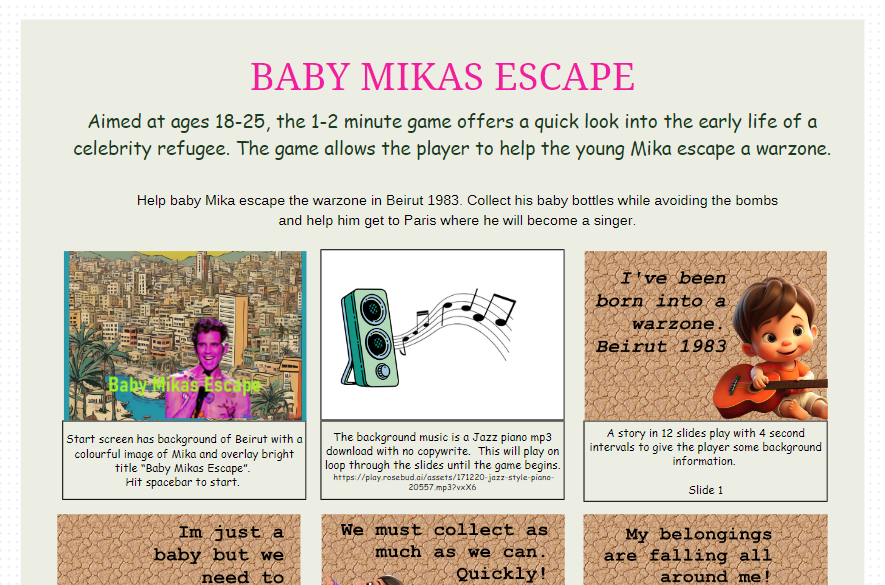 BABY MIKAS ESCAPE
Aimed at ages 18-25, the 1-2 minute game offers a quick look into the early life of a
celebrity refugee. The game allows the player to help the young Mika escape a warzone.
Help baby Mika escape the warzone in Beirut 1983. Collect his baby bottles while avoiding the bombs
and help him get to Paris where he will become a singer.
Baby Mikas Escape
Start screen has background of Beirut with a
colourful image of Mika and overlay bright
title “Baby Mikas Escape”.
Hit spacebar to start.
The background music is a Jazz piano mp3
download with no copywrite. This will play on
loop through the slides until the game begins.
https://play.rosebud.ai/assets/171220-jazz-style-piano-
20557.mp3?vxX6
I've been
born into a
warzone.
Beirut 1983
A story in 12 slides play with 4 second
intervals to give the player some background
information.
Slide 1
Im just a
baby but we
need to
We must collect as
much as we can.
Quickly!
My belongings
are falling all
around me!